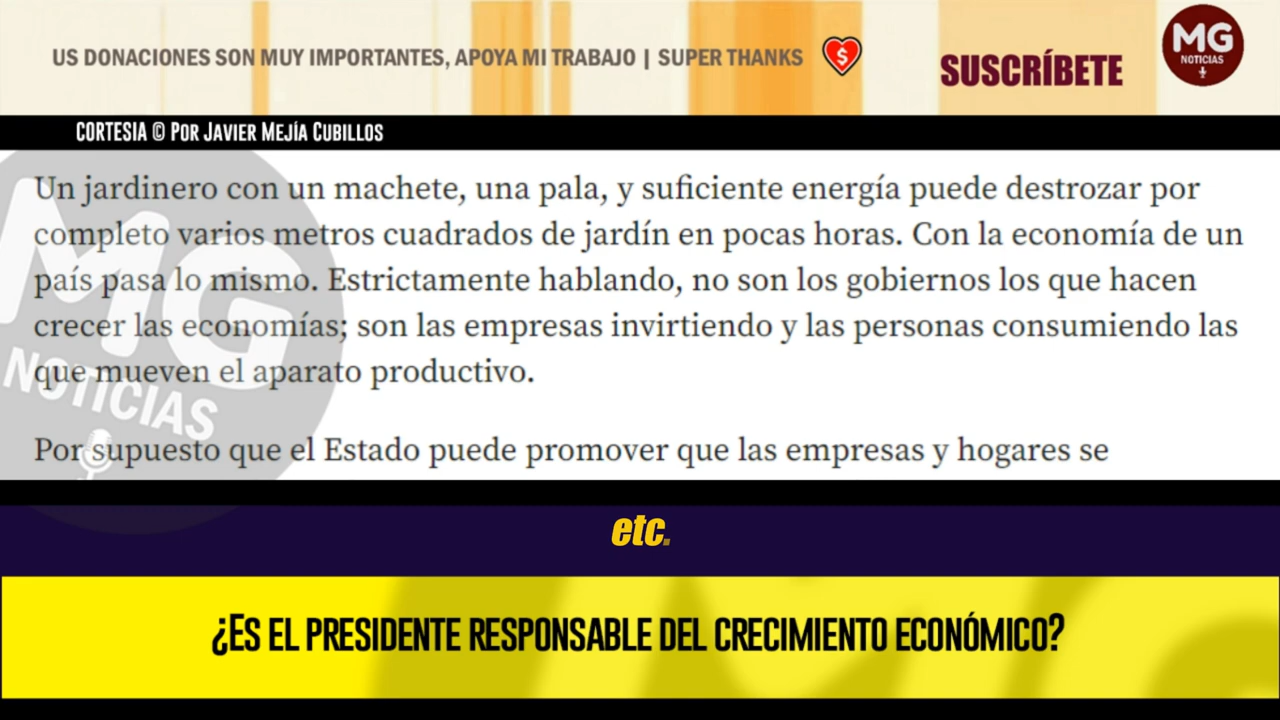 US DONACIONES SON MUY IMPORTANTES, APOYA MI TRABAJO | SUPER THANKS
$
SUSCRÍBETE
MG
NOTICIAS
CORTESIA © POR JAVIER MEJÍA CUBILLOS
Un jardinero con un machete, una pala, y suficiente energía puede destrozar por
completo varios metros cuadrados de jardín en pocas horas. Con la economía de un
país pasa lo mismo. Estrictamente hablando, no son los gobiernos los que hacen
crecer las economías; son las empresas invirtiendo y las personas consumiendo las
que mueven el aparato productivo.
Por supuesto que el Estado puede promover que las empresas y hogares se
MG
NOTICIAS
etc.
¿ES EL PRESIDENTE RESPONSABLE DEL CRECIMIENTO ECONÓMICO?